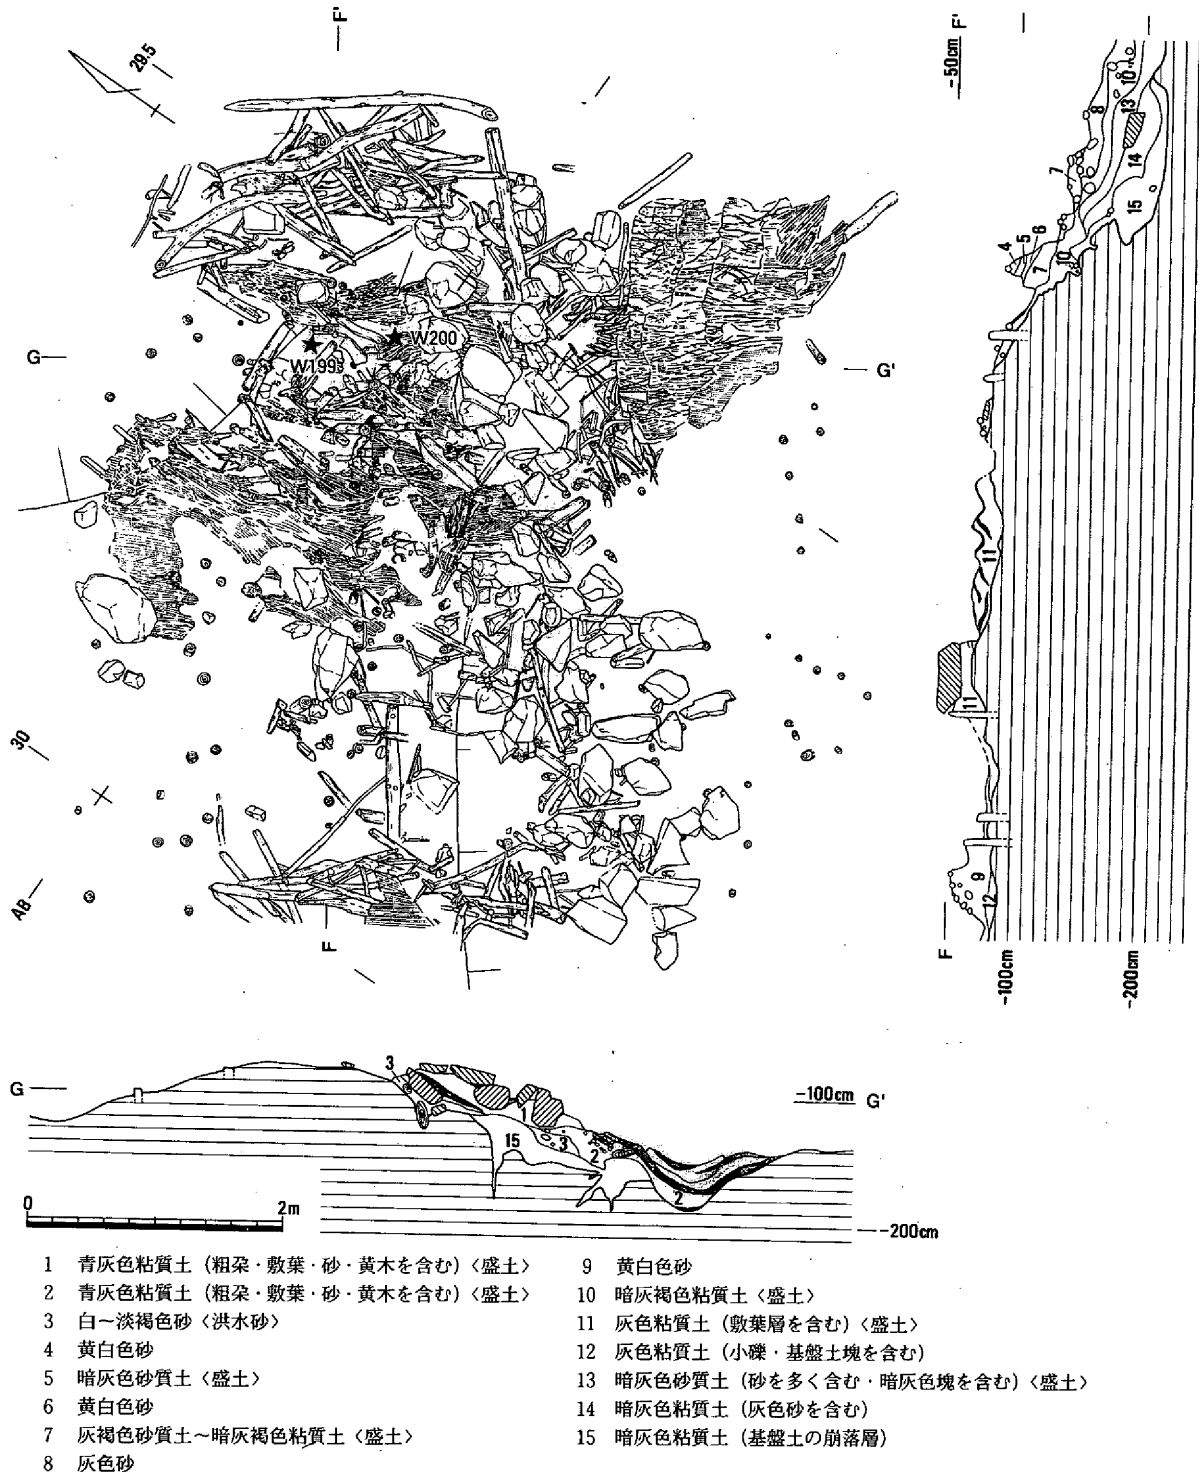 F'
29.5
-50cm F'
8
10
13
7
14
15
4
5
6
7
10
W199
W200
G
G'
11
11
30
AB
9
12
F
F
-100cm
-200cm
G
3
-100cm G'
1
15
3
2
2
0
2m
-200cm
1 青灰色粘質土（粗朶・敷葉・砂・黄木を含む）〈盛土〉
2 青灰色粘質土（粗朶・敷葉・砂・黄木を含む）〈盛土〉
3 白～淡褐色砂〈洪水砂〉
4 黄白色砂
5 暗灰色砂質土〈盛土〉
6 黄白色砂
7 灰褐色砂質土～暗灰褐色粘質土〈盛土〉
8 灰色砂
9 黄白色砂
10 暗灰褐色粘質土〈盛土〉
11 灰色粘質土（敷葉層を含む）〈盛土〉
12 灰色粘質土（小礫・基盤土塊を含む）
13 暗灰色砂質土（砂を多く含む・暗灰色塊を含む）〈盛土〉
14 暗灰色粘質土（灰色砂を含む）
15 暗灰色粘質土（基盤土の崩落層）